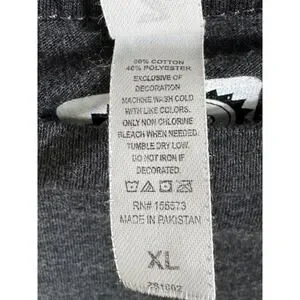 60% COTTON
40% POLYESTER
EXCLUSIVE OF
DECORATION
MACHINE WASH COLD
WITH LIKE COLORS.
ONLY NON CHLORINE
BLEACH WHEN NEEDED.
TUMBLE DRY LOW.
DO NOT IRON IF
DECORATED.
RN# 155573
MADE IN PAKISTAN
XL